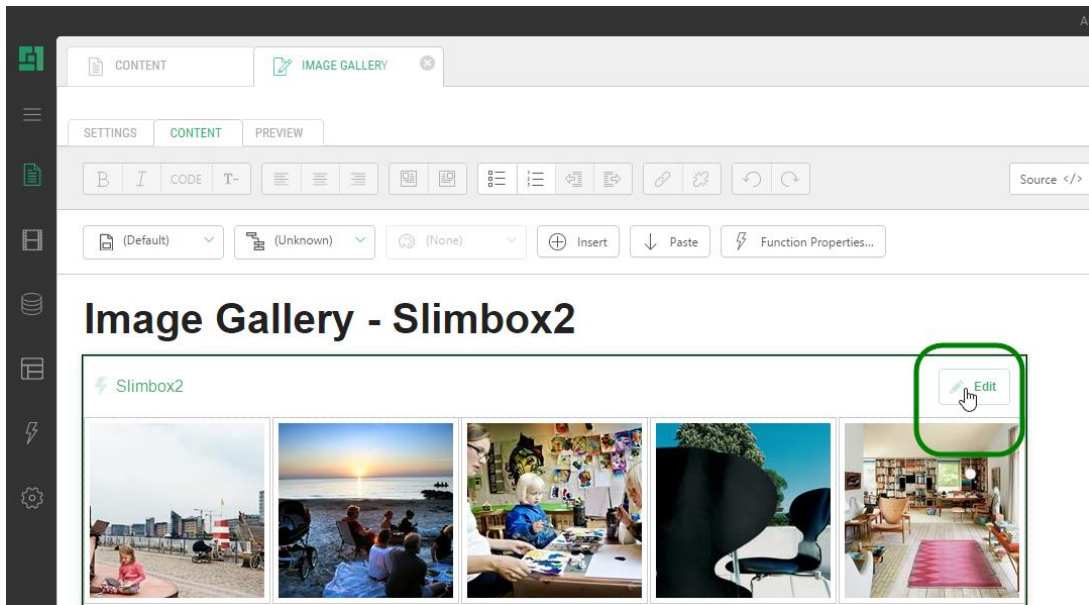 A
CONTENT IMAGE GALLERY
SETTINGS CONTENT PREVIEW
B I CODE T- Source </>
(Default) (Unknown) (None) Insert Paste Function Properties...
Image Gallery - Slimbox2
Slimbox2 Edit